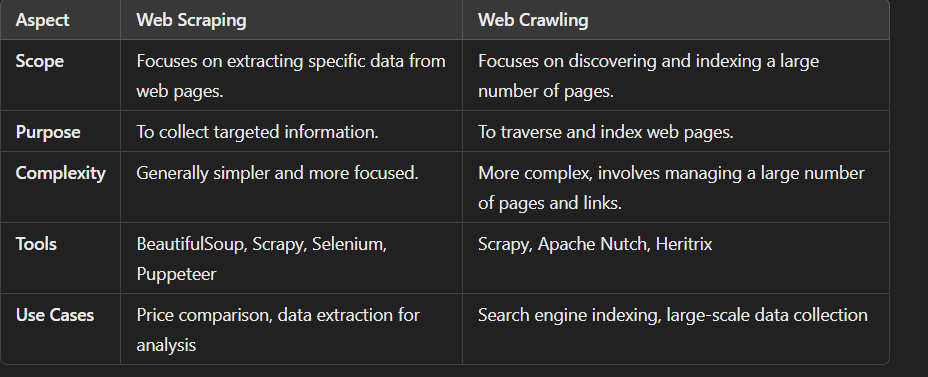 Aspect Web Scraping Web Crawling
Scope Focuses on extracting specific data from Focuses on discovering and indexing a large
web pages. number of pages.
Purpose To collect targeted information. To traverse and index web pages.
Complexity Generally simpler and more focused. More complex, involves managing a large number
of pages and links.
Tools BeautifulSoup, Scrapy, Selenium, Scrapy, Apache Nutch, Heritrix
Puppeteer
Use Cases Price comparison, data extraction for Search engine indexing, large-scale data collection
analysis